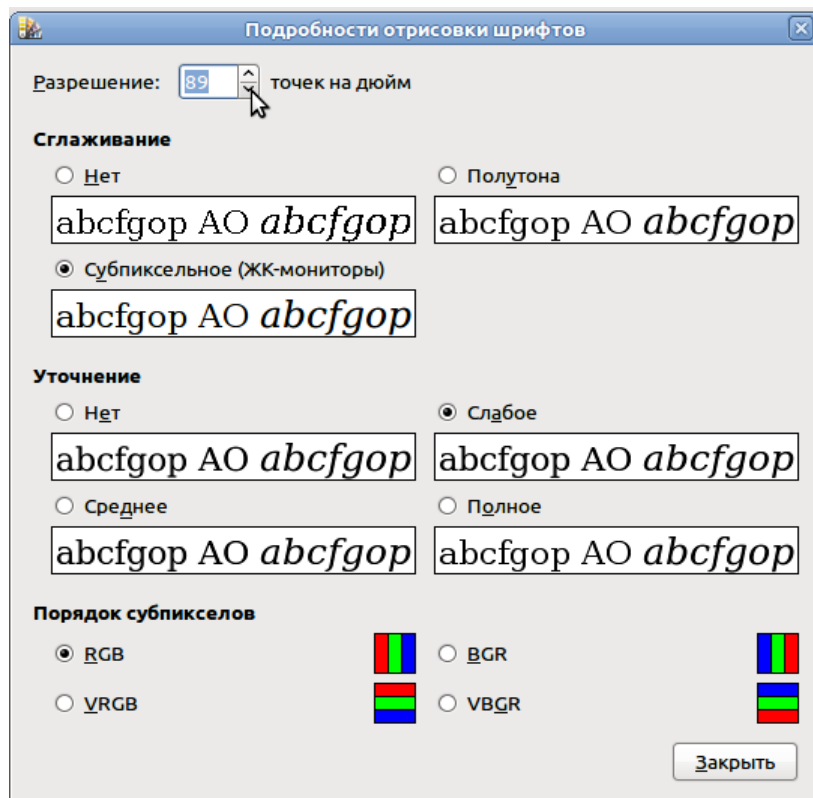 Подробности отрисовки шрифтов
Разрешение: 89 точек на дюйм
Сглаживание
Нет Полутона
abcfgop AO abcfgop abcfgop AO abcfgop
Субпиксельное (ЖК-мониторы)
abcfgop AO abcfgop
Уточнение
Нет Слабое
abcfgop AO abcfgop abcfgop AO abcfgop
Среднее Полное
abcfgop AO abcfgop abcfgop AO abcfgop
Порядок субпикселов
RGB BGR
VRGB VBGR
Закрыть